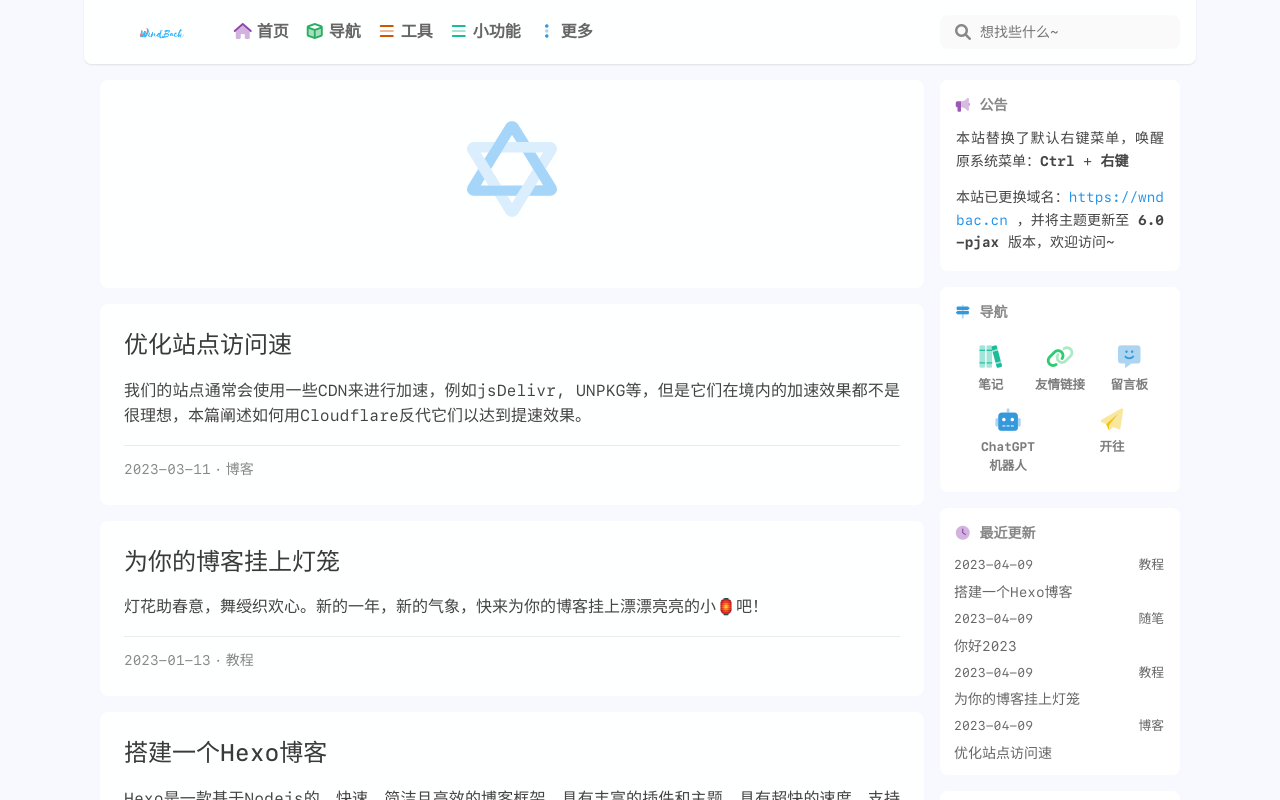 WindBack
首页
导航
工具
小功能
更多
想找些什么~
优化站点访问速
我们的站点通常会使用一些CDN来进行加速，例如jsDelivr, UNPKG等，但是它们在境内的加速效果都不是
很理想，本篇阐述如何用Cloudflare反代它们以达到提速效果。
2023-03-11 · 博客
为你的博客挂上灯笼
灯花助春意，舞绶织欢心。新的一年，新的气象，快来为你的博客挂上漂漂亮亮的小🏮吧!
2023-01-13 · 教程
搭建一个Hexo博客
Hexo是一款基于Nodejs的，快速、简洁且高效的博客框架，具有丰富的插件和主题，具有超快的速度，支持
公告
本站替换了默认右键菜单，唤醒
原系统菜单：Ctrl + 右键
本站已更换域名：https://wnd
bac.cn ，并将主题更新至 6.0
-pjax 版本，欢迎访问~
导航
笔记
友情链接
留言板
ChatGPT
机器人
开往
最近更新
2023-04-09 教程
搭建一个Hexo博客
2023-04-09 随笔
你好2023
2023-04-09 教程
为你的博客挂上灯笼
2023-04-09 博客
优化站点访问速